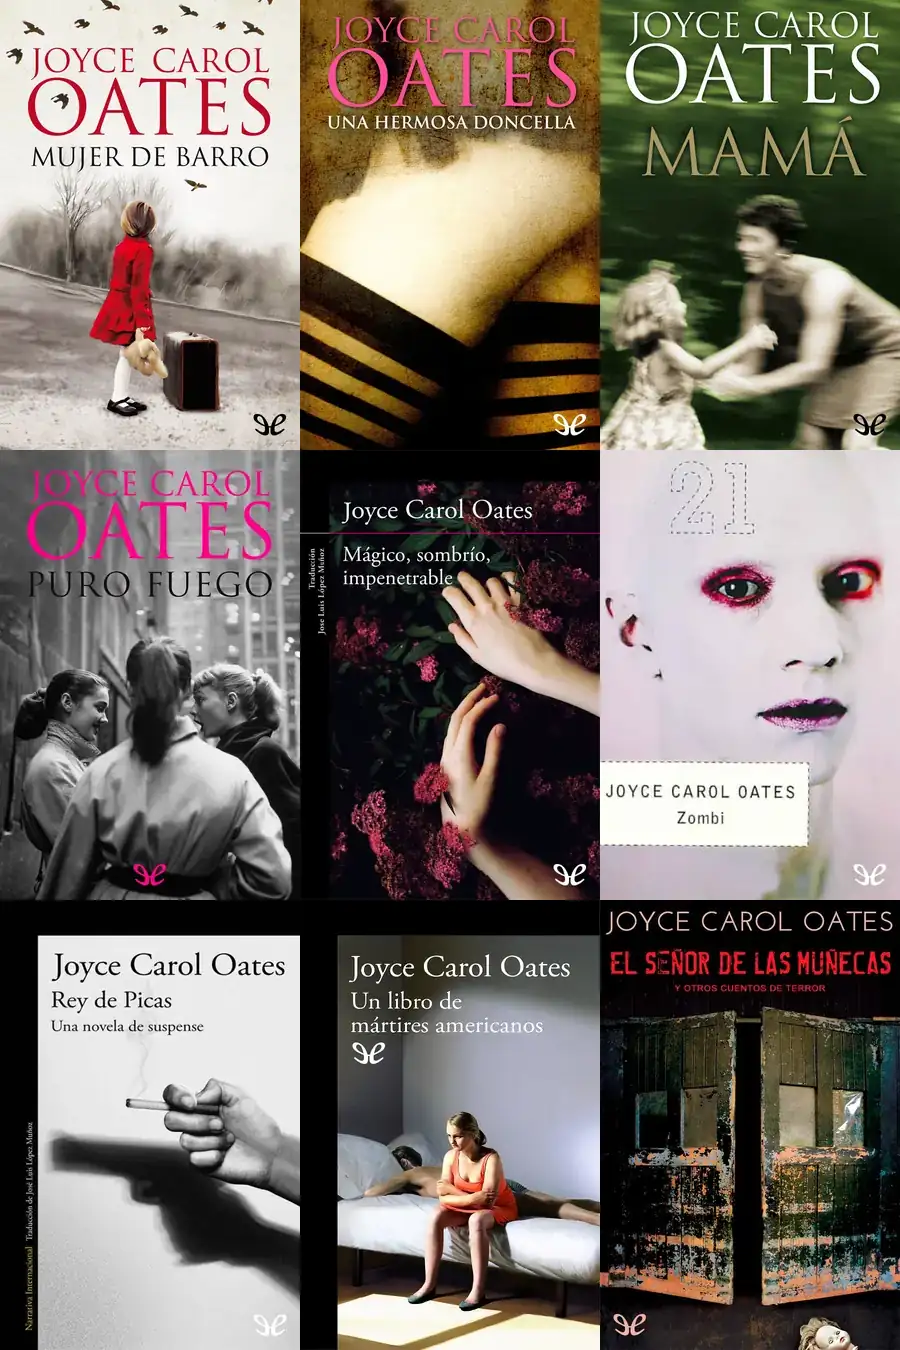 JOYCE CAROL
OATES
MUJER DE BARRO
JOYCE CAROL
OATES
UNA HERMOSA DONCELLA
JOYCE CAROL
OATES
MAMÁ
JOYCE CAROL
OATES
PURO FUEGO
Joyce Carol Oates
Mágico, sombrío,
impenetrable
Traducción
Jose Luis López Muñoz
21
JOYCE CAROL OATES
Zombi
Joyce Carol Oates
Rey de Picas
Una novela de suspense
Narrativa Internacional Traducción de José Luis López Muñoz
Joyce Carol Oates
Un libro de
mártires americanos
JOYCE CAROL OATES
EL SEÑOR DE LAS MUÑECAS
Y OTROS CUENTOS DE TERROR